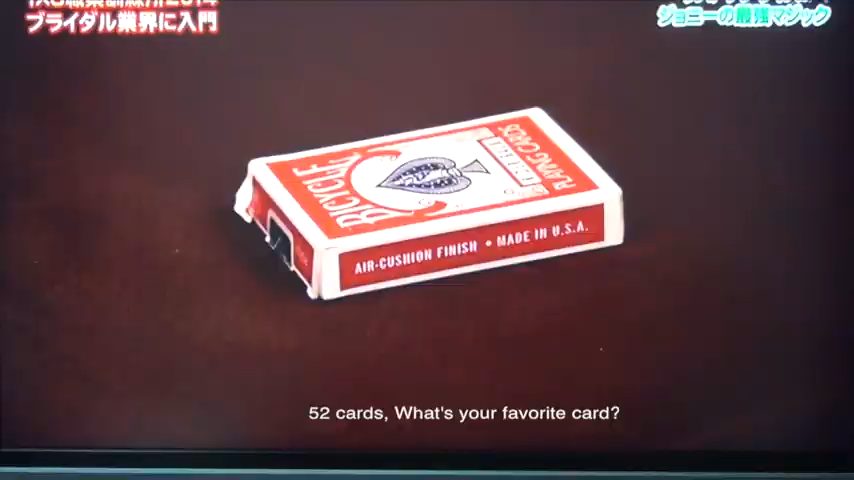 ブライダル業界に入門
ジョニーの最強マジック
BICYCLE
PLAYING CARDS
AIR-CUSHION FINISH • MADE IN U.S.A.
52 cards, What's your favorite card?